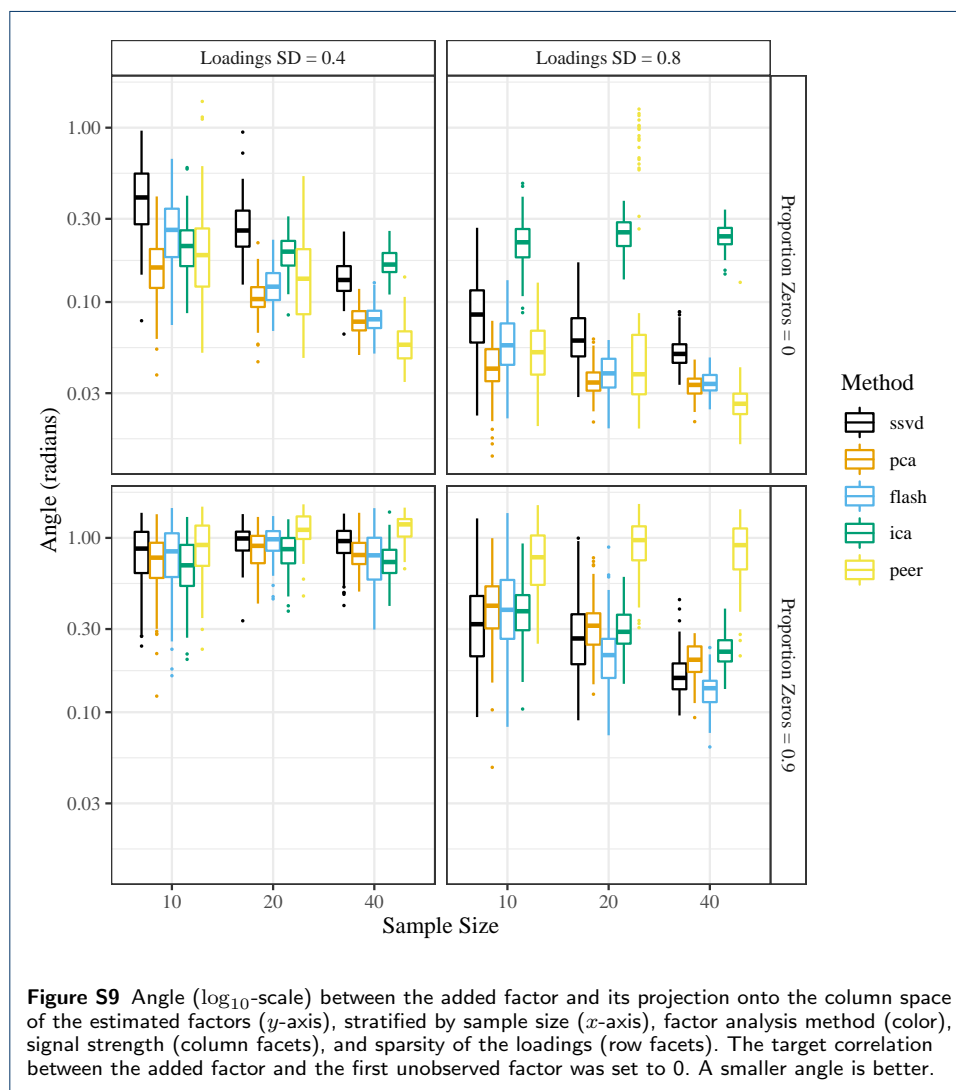 Loadings SD = 0.4
Loadings SD = 0.8
1.00
0.30
0.10
0.03
Proportion Zeros = 0
1.00
0.30
0.10
0.03
Proportion Zeros = 0.9
Angle (radians)
10
20
40
10
20
40
Sample Size
Method
ssvd
pca
flash
ica
peer
Figure S9 Angle (log10-scale) between the added factor and its projection onto the column space
of the estimated factors (y-axis), stratified by sample size (x-axis), factor analysis method (color),
signal strength (column facets), and sparsity of the loadings (row facets). The target correlation
between the added factor and the first unobserved factor was set to 0. A smaller angle is better.